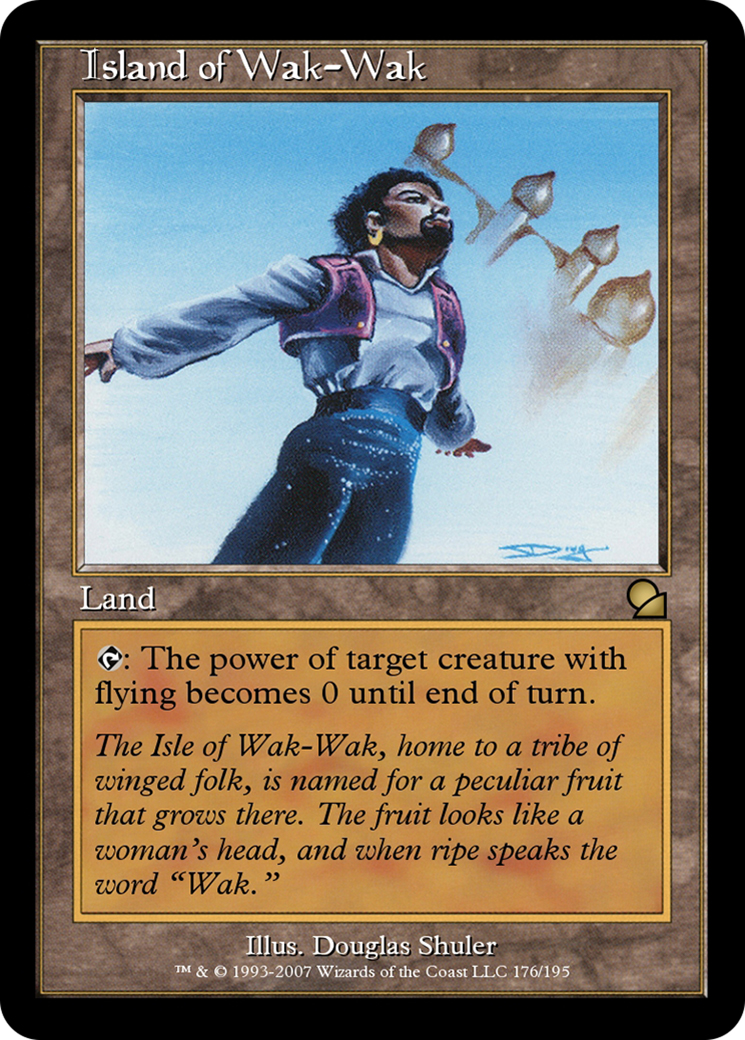 Island of Wak-Wak
Land
: The power of target creature with
flying becomes 0 until end of turn.
The Isle of Wak-Wak, home to a tribe of
winged folk, is named for a peculiar fruit
that grows there. The fruit looks like a
woman's head, and when ripe speaks the
word “Wak.”
Illus. Douglas Shuler
™ & © 1993-2007 Wizards of the Coast LLC 176/195